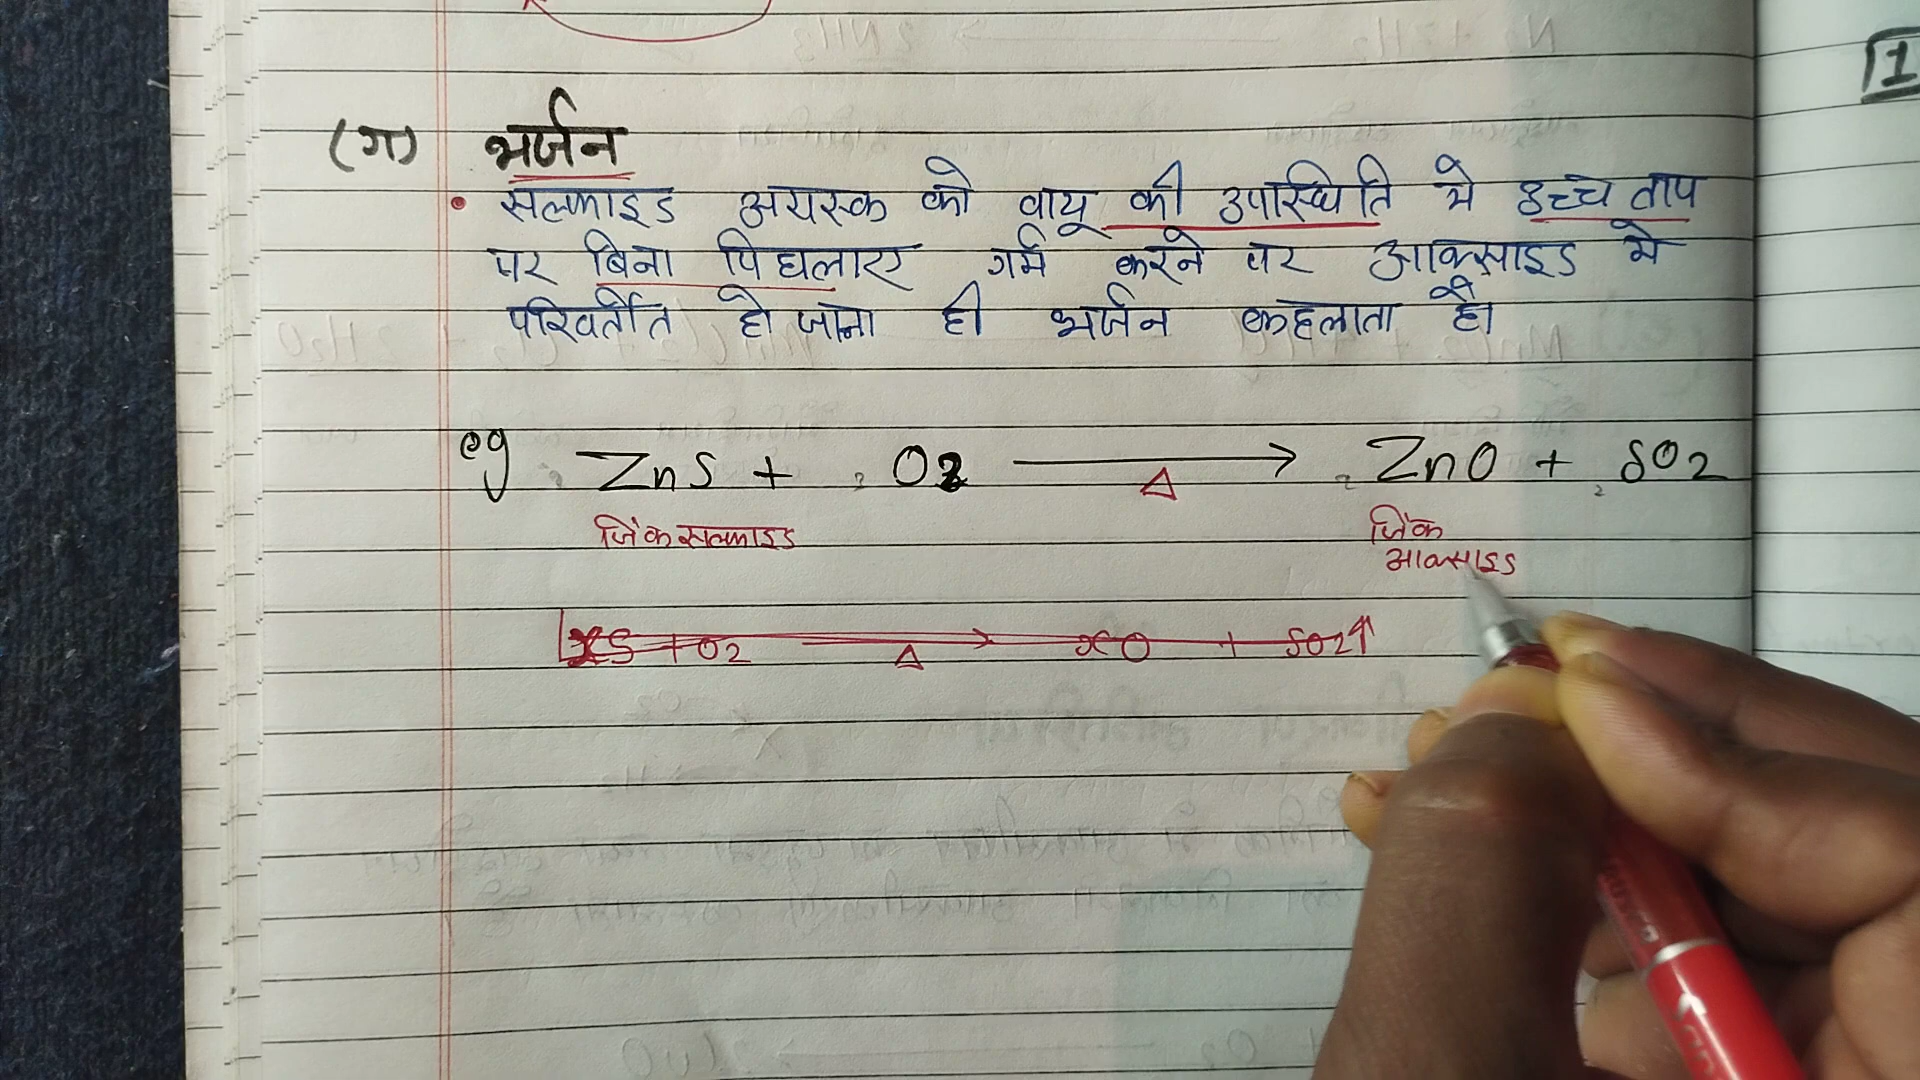 1
(ग) भर्जन
• सल्फाइड अयस्क को वायु की उपस्थिति मे उच्च ताप
पर बिना पिघलाए गर्म करने पर आक्साइड मे
परिवर्तीत हो जाना ही भर्जन कहलाता है।
eg ZnS + O2 ⟶ ZnO + SO2
Δ
जिंक सल्फाइड जिंक
आक्साइड
xS + O2 ⟶ xO + SO2↑
Δ